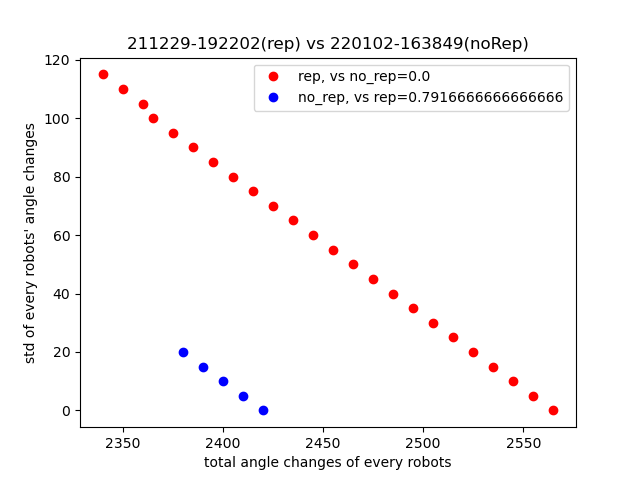 211229-192202(rep) vs 220102-163849(noRep)
rep, vs no_rep=0.0
no_rep, vs rep=0.7916666666666666
std of every robots' angle changes
120
100
80
60
40
20
0
2350 2400 2450 2500 2550
total angle changes of every robots